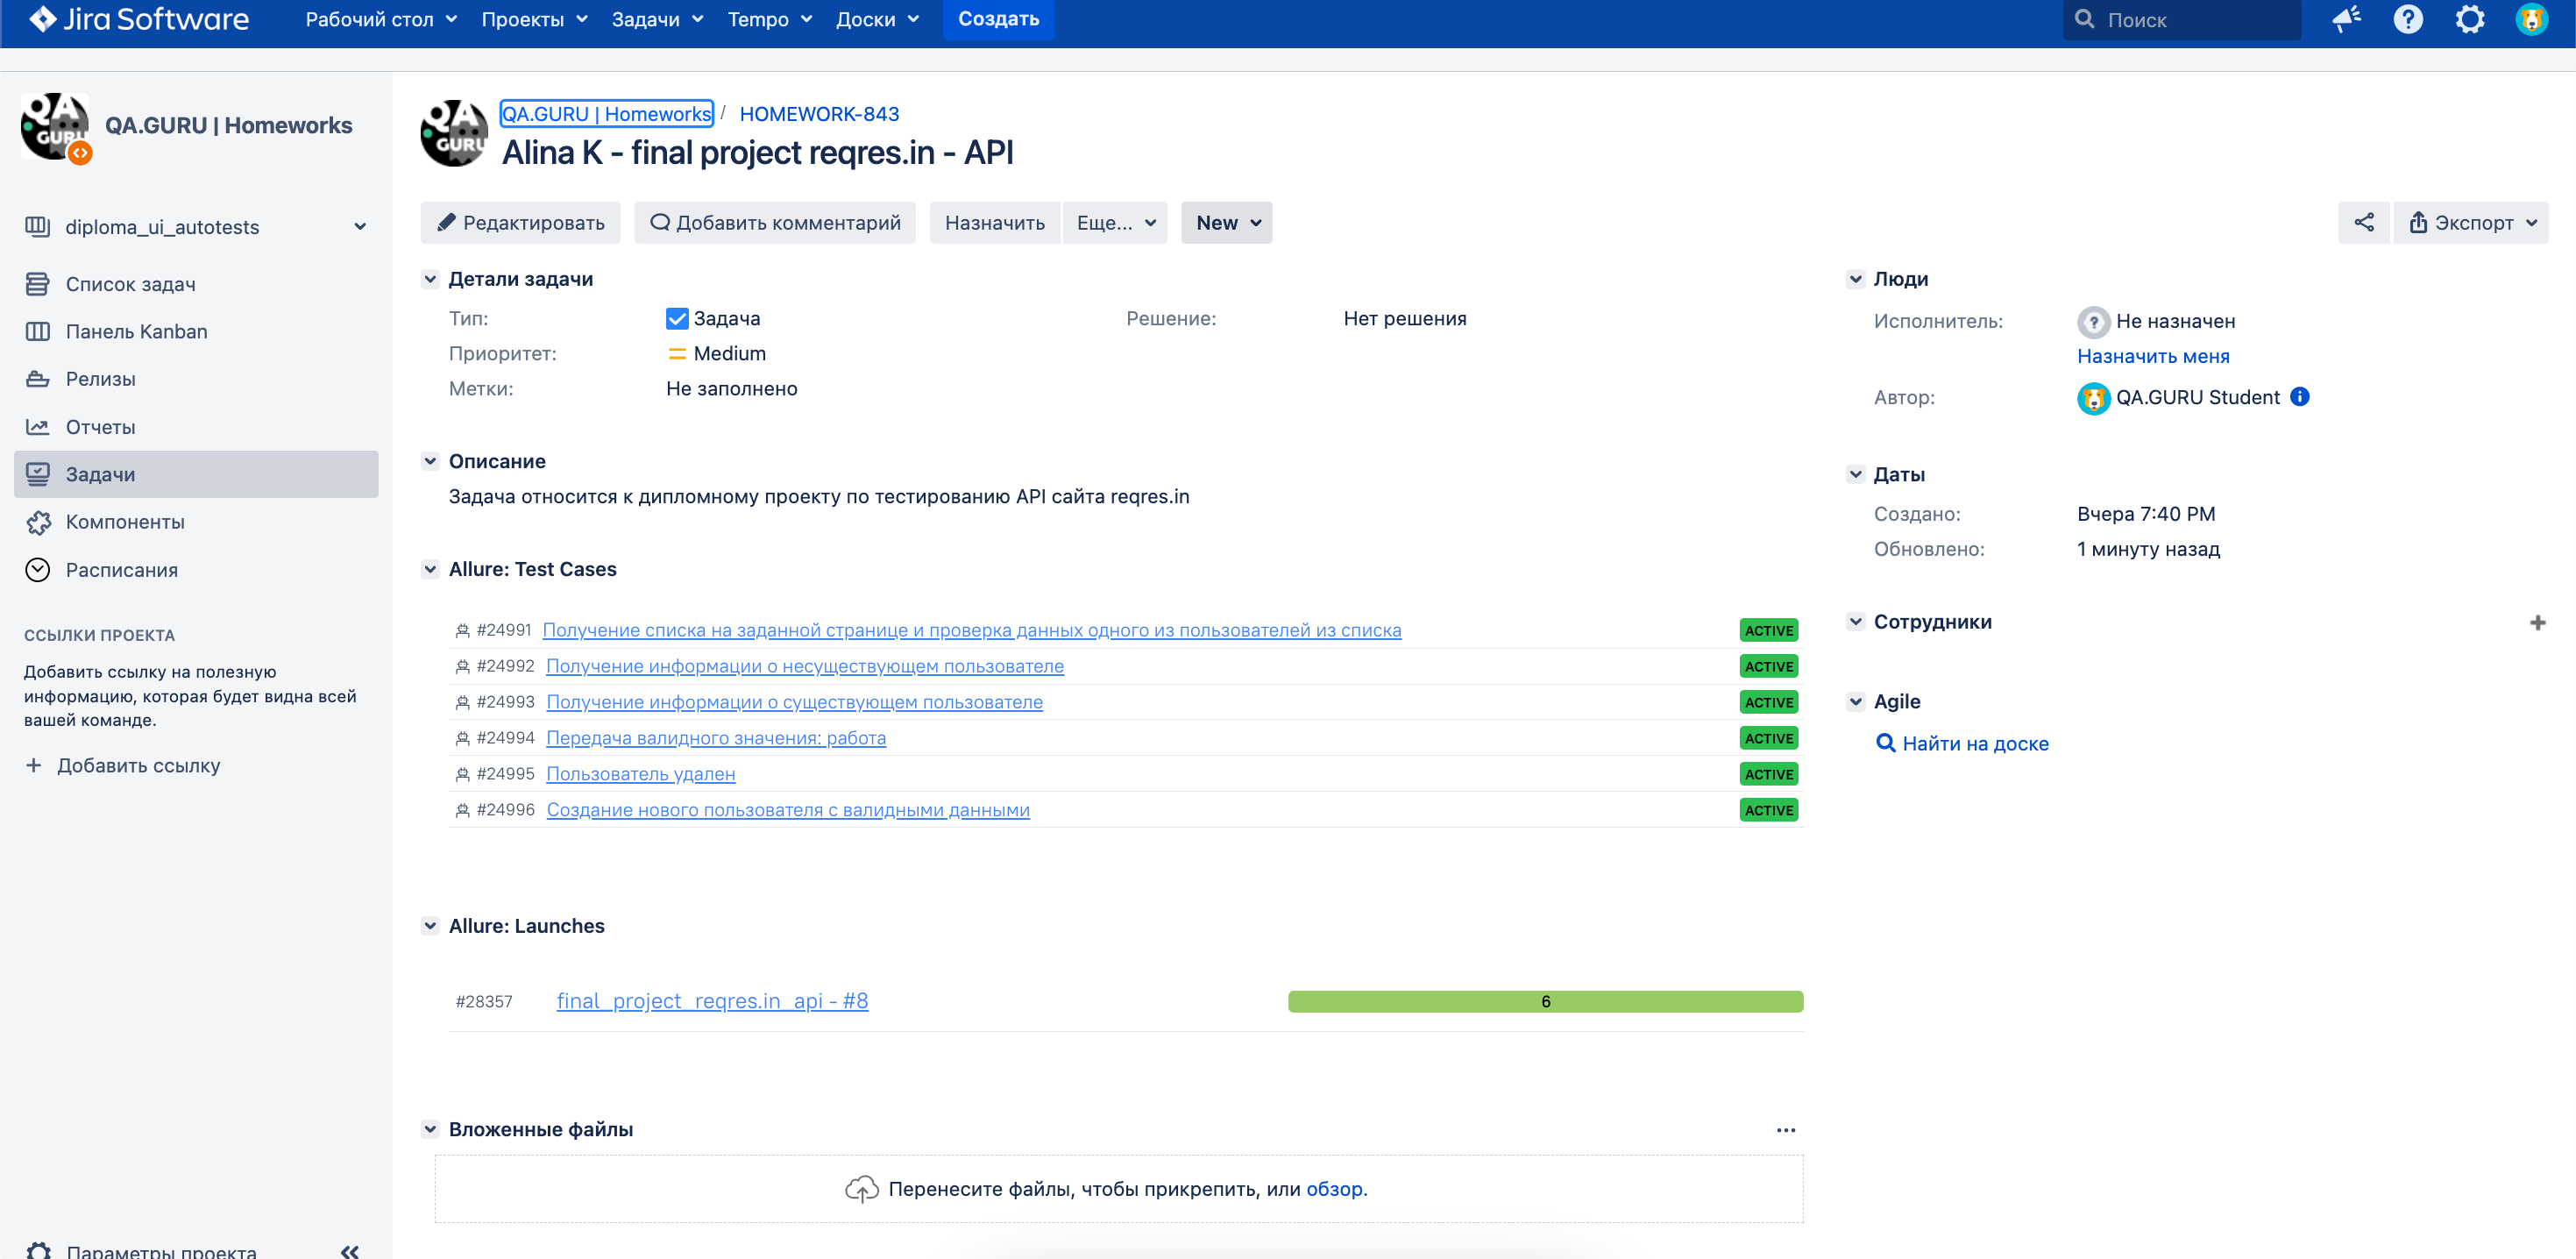 Jira Software
Рабочий стол
Проекты
Задачи
Tempo
Доски
Создать
Поиск
QA.GURU | Homeworks
diploma_ui_autotests
Список задач
Панель Kanban
Релизы
Отчеты
Задачи
Компоненты
Расписания
ССЫЛКИ ПРОЕКТА
Добавить ссылку на полезную
информацию, которая будет видна всей
вашей команде.
+ Добавить ссылку
Параметры проекта
QA GURU
QA.GURU | Homeworks / HOMEWORK-843
Alina K - final project reqres.in - API
Редактировать
Добавить комментарий
Назначить
Еще...
New
Экспорт
Детали задачи
Тип: Задача
Решение: Нет решения
Приоритет: Medium
Метки: Не заполнено
Описание
Задача относится к дипломному проекту по тестированию API сайта reqres.in
Allure: Test Cases
#24991 Получение списка на заданной странице и проверка данных одного из пользователей из списка ACTIVE
#24992 Получение информации о несуществующем пользователе ACTIVE
#24993 Получение информации о существующем пользователе ACTIVE
#24994 Передача валидного значения: работа ACTIVE
#24995 Пользователь удален ACTIVE
#24996 Создание нового пользователя с валидными данными ACTIVE
Allure: Launches
#28357 final_project_reqres.in_api - #8 6
Вложенные файлы
Перенесите файлы, чтобы прикрепить, или обзор.
Люди
Исполнитель: Не назначен
Назначить меня
Автор: QA.GURU Student
Даты
Создано: Вчера 7:40 PM
Обновлено: 1 минуту назад
Сотрудники
Agile
Найти на доске